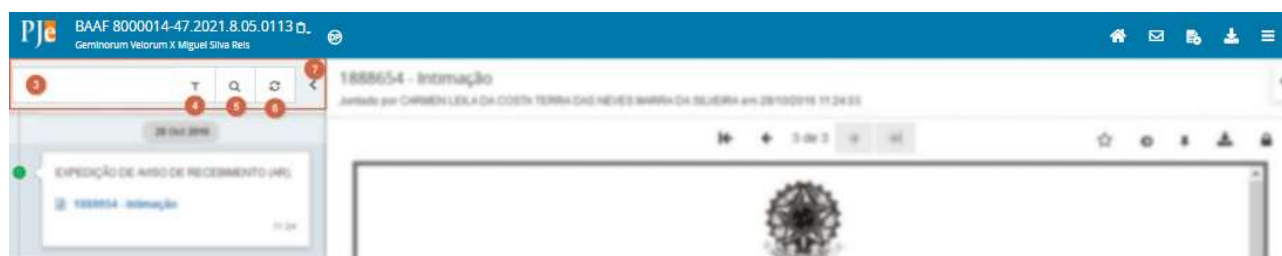 PJe
BAAF 8000014-47.2021.8.05.0113
Geminorum Velorum X Miguel Silva Reis
3
4
5
6
7
1888654 - Intimação
Juntado por CARMEN LEILA DA COSTA TERRA DAS NEVES MARRA DA SILVEIRA em 28/10/2016 11:24:03
3 de 3
28 Oct 2016
EXPEDIÇÃO DE AVISO DE RECEBIMENTO (AR).
1888654 - Intimação
11:24